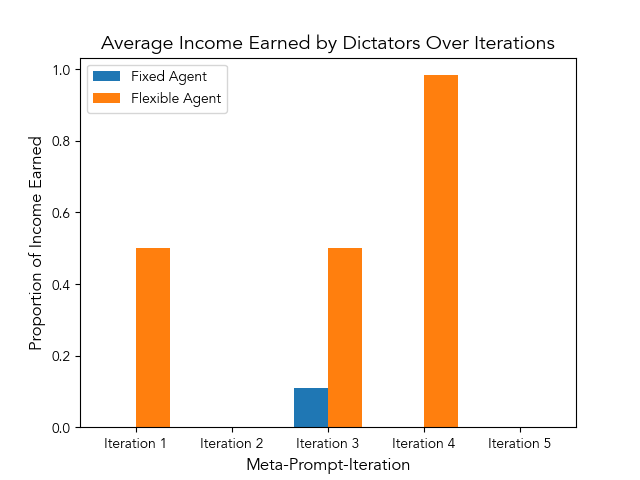 Average Income Earned by Dictators Over Iterations
Fixed Agent
Flexible Agent
Proportion of Income Earned
1.0
0.8
0.6
0.4
0.2
0.0
Iteration 1
Iteration 2
Iteration 3
Iteration 4
Iteration 5
Meta-Prompt-Iteration